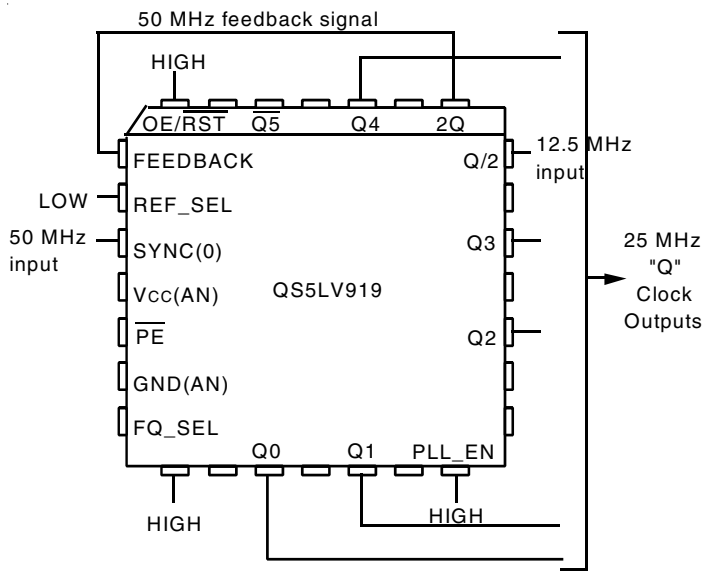 50 MHz feedback signal
HIGH
OE/RST Q5 Q4 2Q
FEEDBACK
Q/2
12.5 MHz
input
LOW
REF_SEL
50 MHz
input
SYNC(0)
Q3
25 MHz
"Q"
Clock
Outputs
VCC(AN)
QS5LV919
PE
Q2
GND(AN)
FQ_SEL
Q0 Q1 PLL_EN
HIGH
HIGH